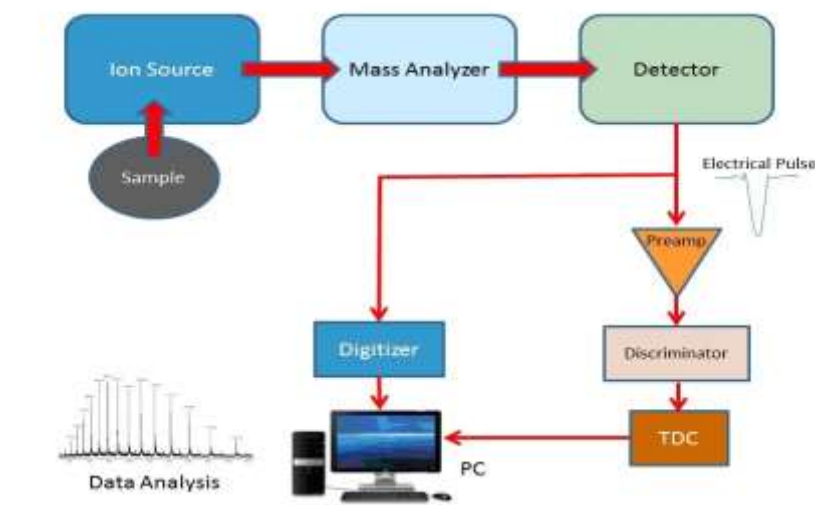 Ion Source
Mass Analyzer
Detector
Sample
Electrical Pulse
Preamp
Digitizer
Discriminator
TDC
PC
Data Analysis